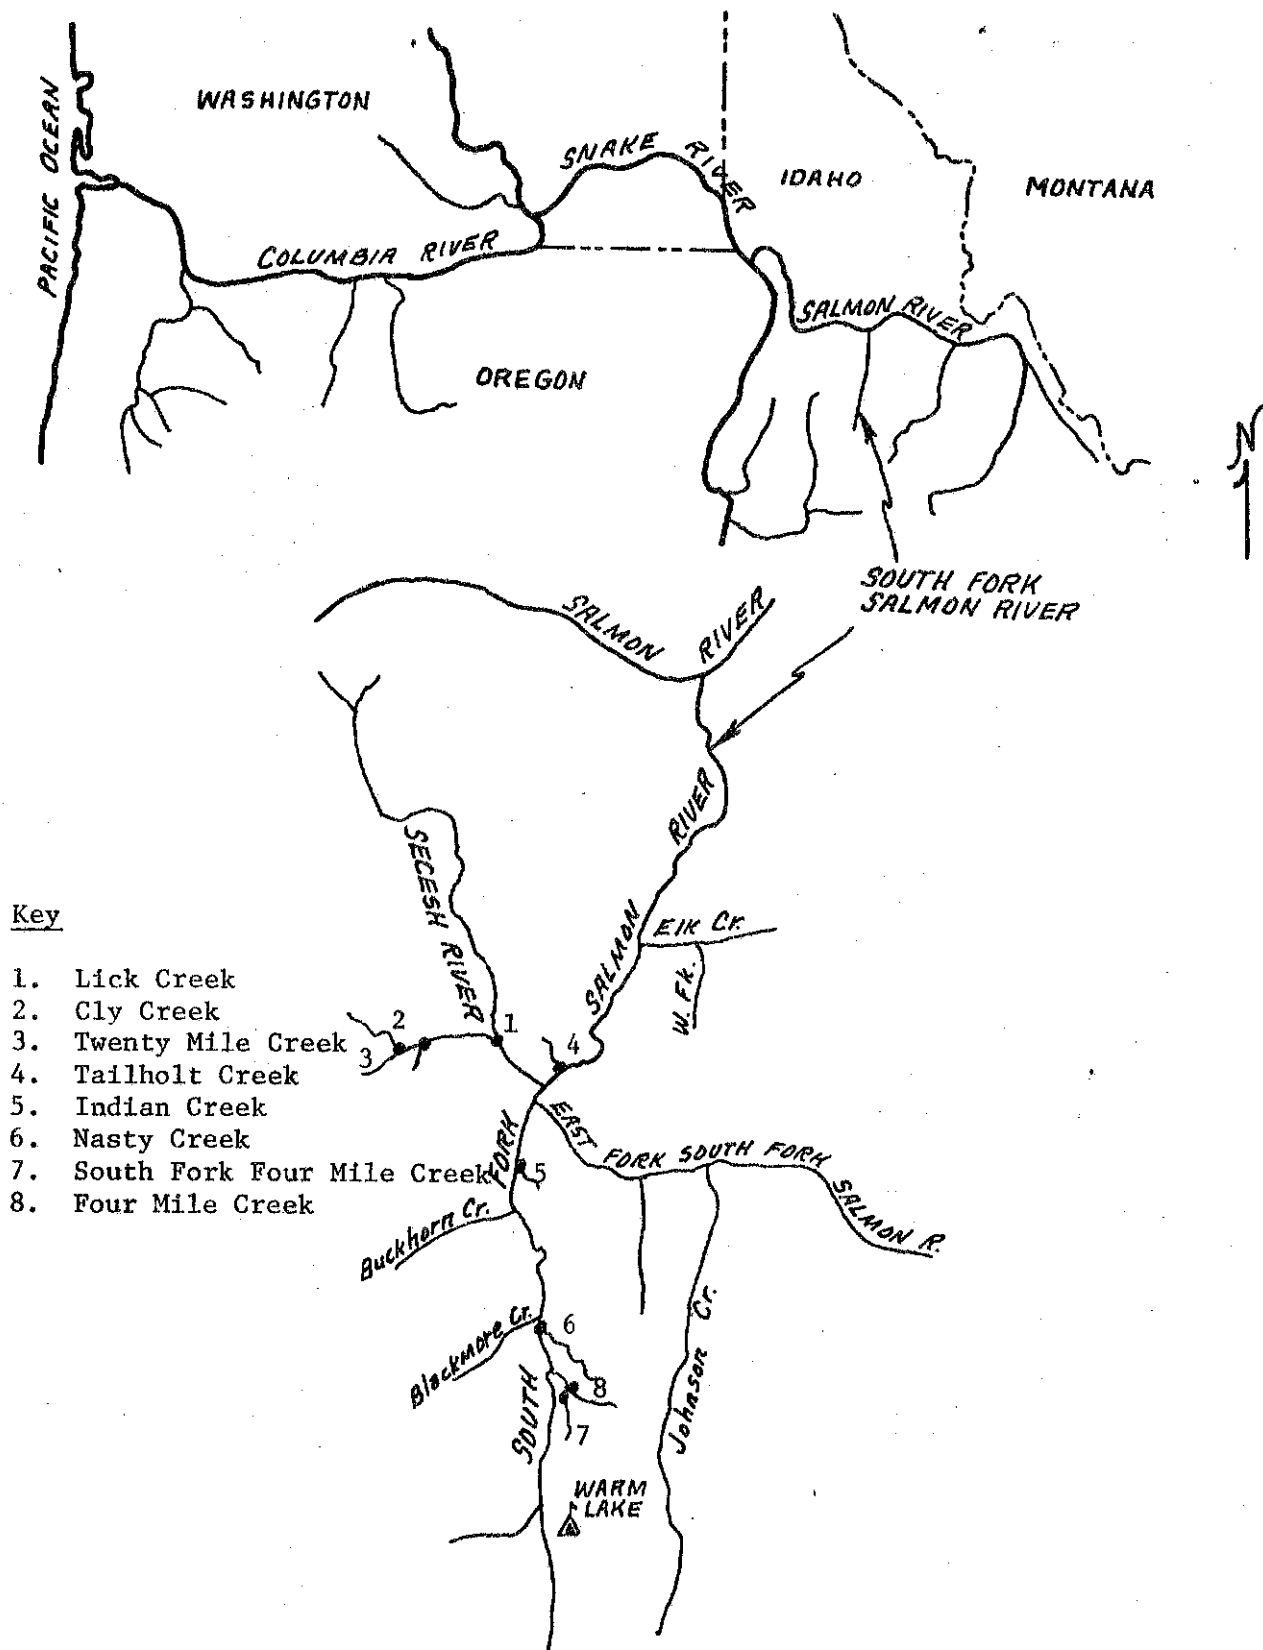 WASHINGTON
PACIFIC OCEAN
SNAKE RIVER
IDAHO
MONTANA
COLUMBIA RIVER
SALMON RIVER
OREGON
N
SOUTH FORK
SALMON RIVER
SALMON RIVER
SECESH RIVER
SOUTH FORK SALMON RIVER
Elk Cr.
W. Fk.
Key
1. Lick Creek
2. Cly Creek
3. Twenty Mile Creek
4. Tailholt Creek
5. Indian Creek
6. Nasty Creek
7. South Fork Four Mile Creek
8. Four Mile Creek
1
2
3
4
EAST FORK SOUTH FORK SALMON R.
5
Buckhorn Cr.
Blackmore Cr.
6
8
7
Johnson Cr.
WARM
LAKE